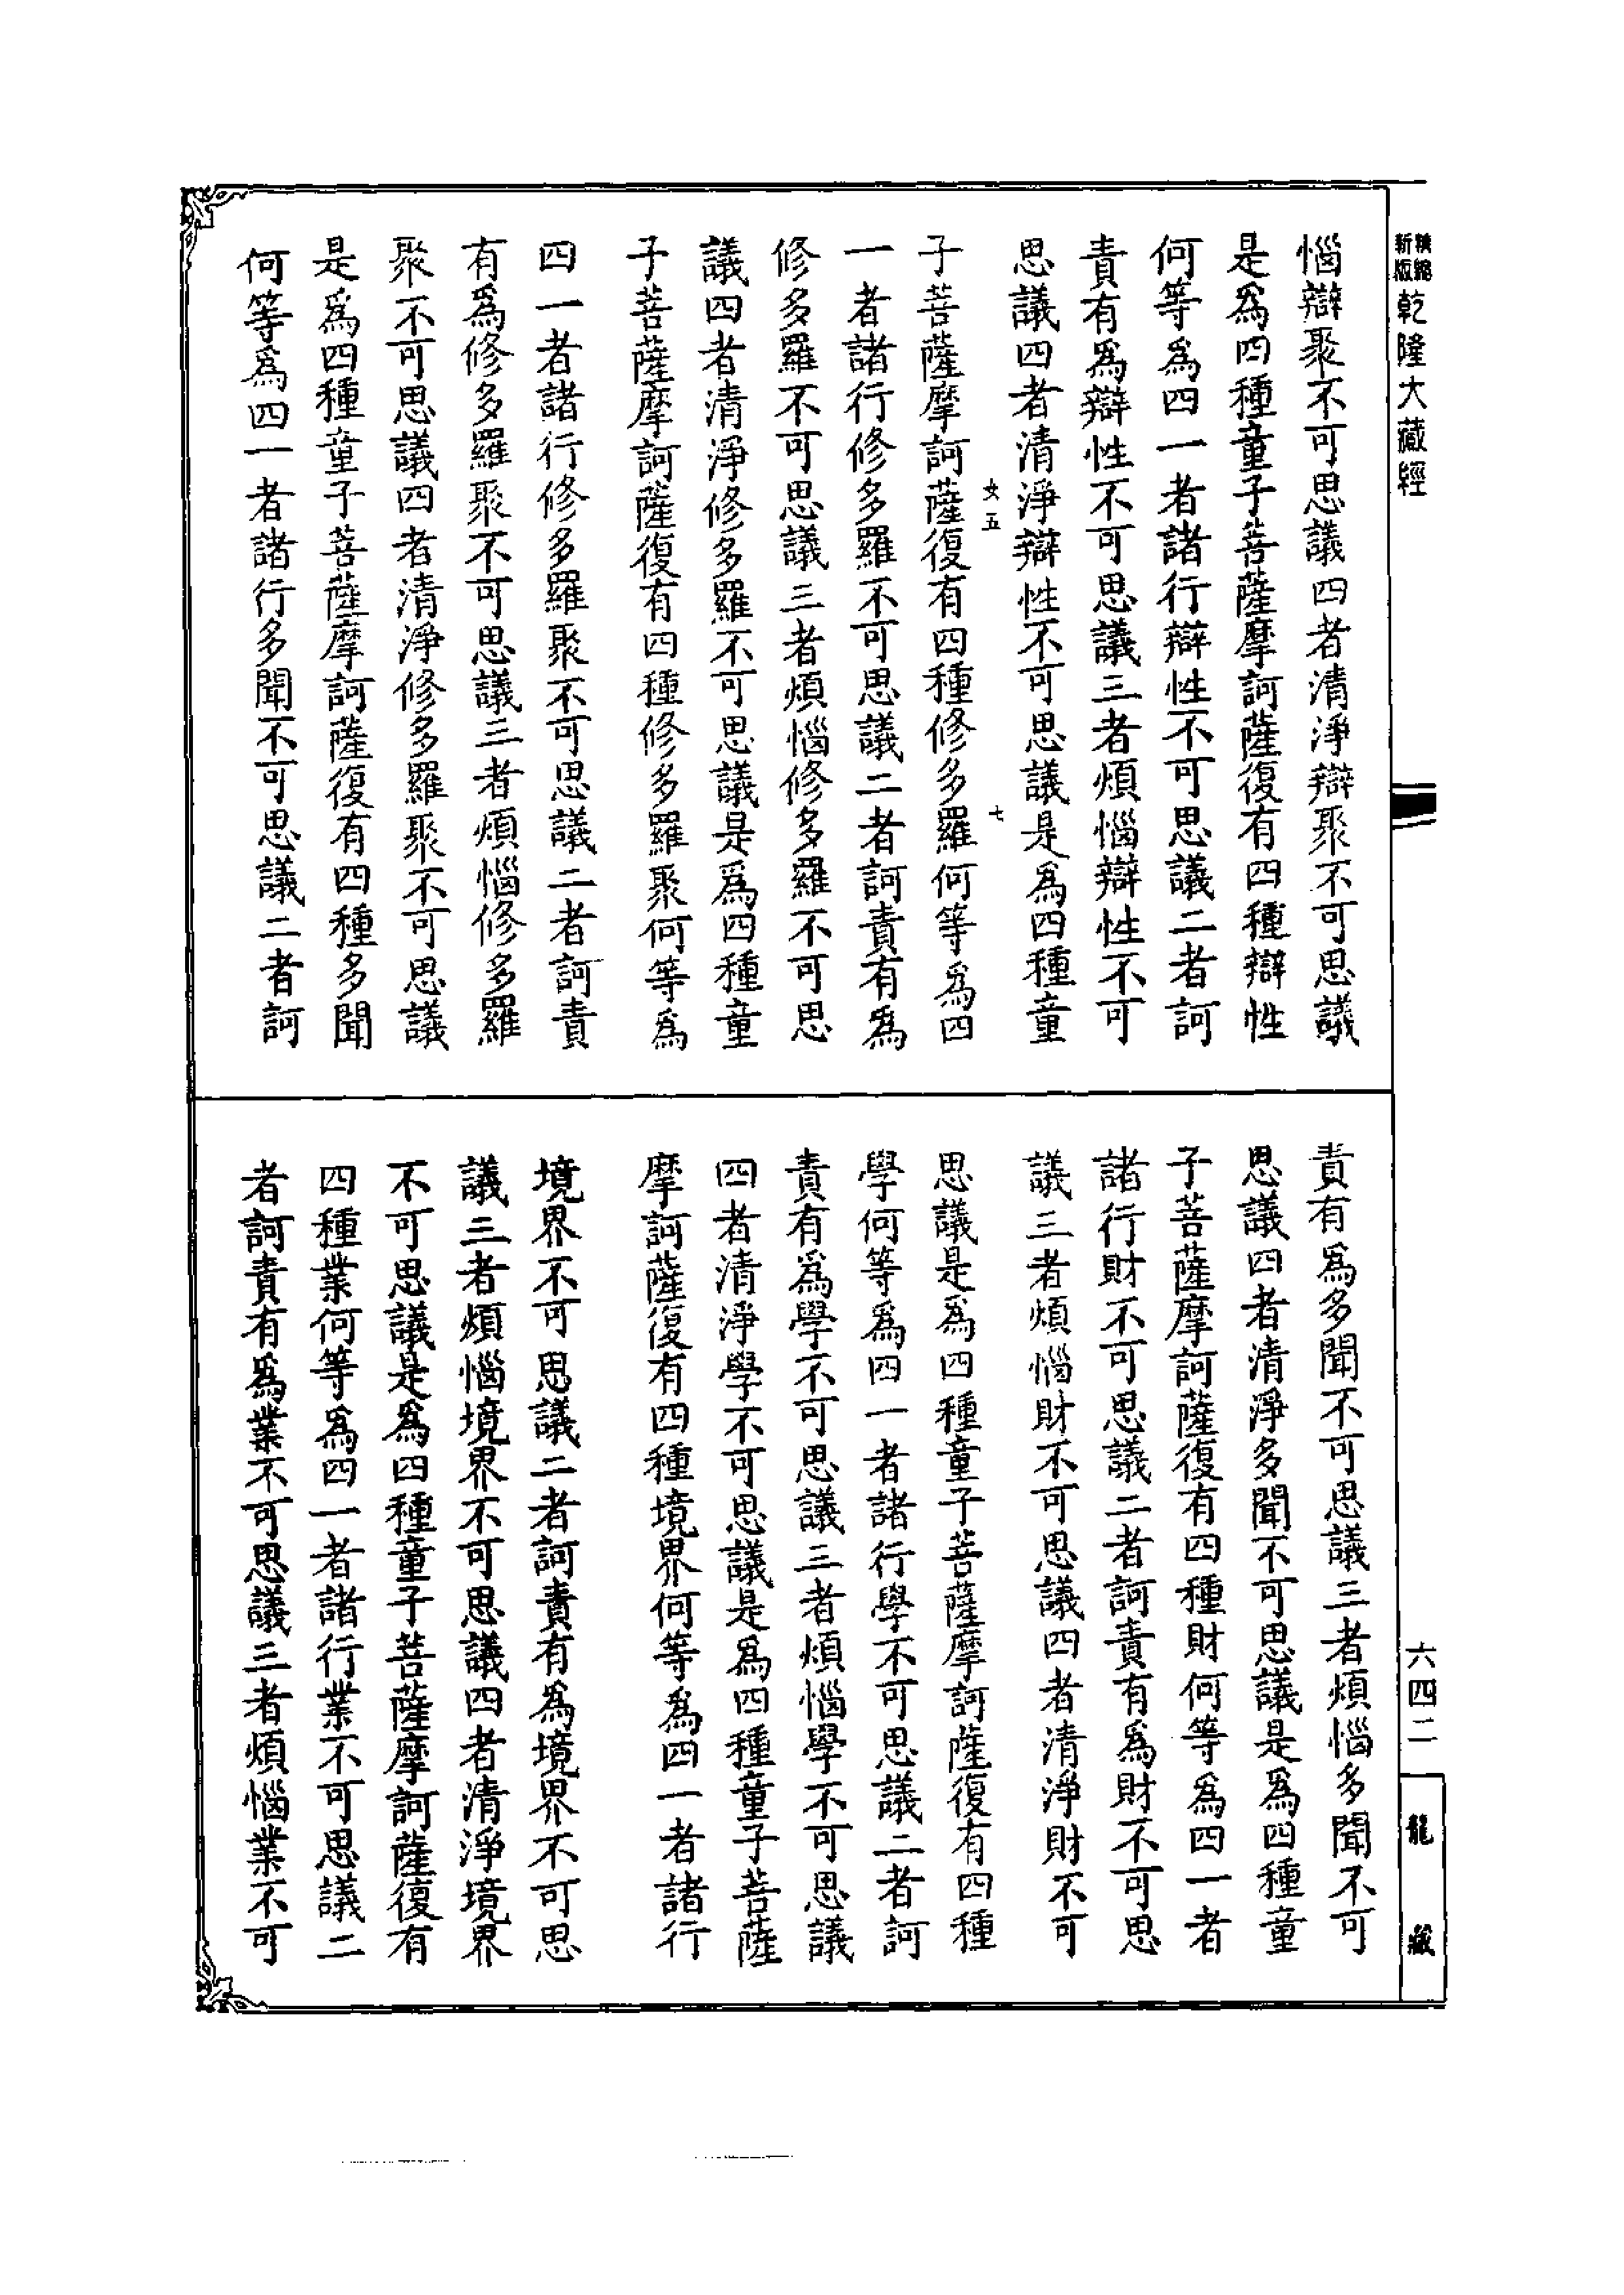 新版
精縮
乾隆大藏經
惱辯聚不可思議四者清淨辯聚不可思議
是為四種童子菩薩摩訶薩復有四種辯性
何等為四一者諸行辯性不可思議二者訶
責有為辯性不可思議三者煩惱辯性不可
思議四者清淨辯性不可思議是為四種童
女五
七
子菩薩摩訶薩復有四種修多羅何等為四
一者諸行修多羅不可思議二者訶責有為
修多羅不可思議三者煩惱修多羅不可思
議四者清淨修多羅不可思議是為四種童
子菩薩摩訶薩復有四種修多羅聚何等為
四一者諸行修多羅聚不可思議二者訶責
有為修多羅聚不可思議三者煩惱修多羅
聚不可思議四者清淨修多羅聚不可思議
是為四種童子菩薩摩訶薩復有四種多聞
何等為四一者諸行多聞不可思議二者訶
責有為多聞不可思議三者煩惱多聞不可
思議四者清淨多聞不可思議是為四種童
子菩薩摩訶薩復有四種財何等為四一者
諸行財不可思議二者訶責有為財不可思
議三者煩惱財不可思議四者清淨財不可
思議是為四種童子菩薩摩訶薩復有四種
學何等為四一者諸行學不可思議二者訶
責有為學不可思議三者煩惱學不可思議
四者清淨學不可思議是為四種童子菩薩
摩訶薩復有四種境界何等為四一者諸行
境界不可思議二者訶責有為境界不可思
議三者煩惱境界不可思議四者清淨境界
不可思議是為四種童子菩薩摩訶薩復有
四種業何等為四一者諸行業不可思議二
者訶責有為業不可思議三者煩惱業不可
六四二
龍藏